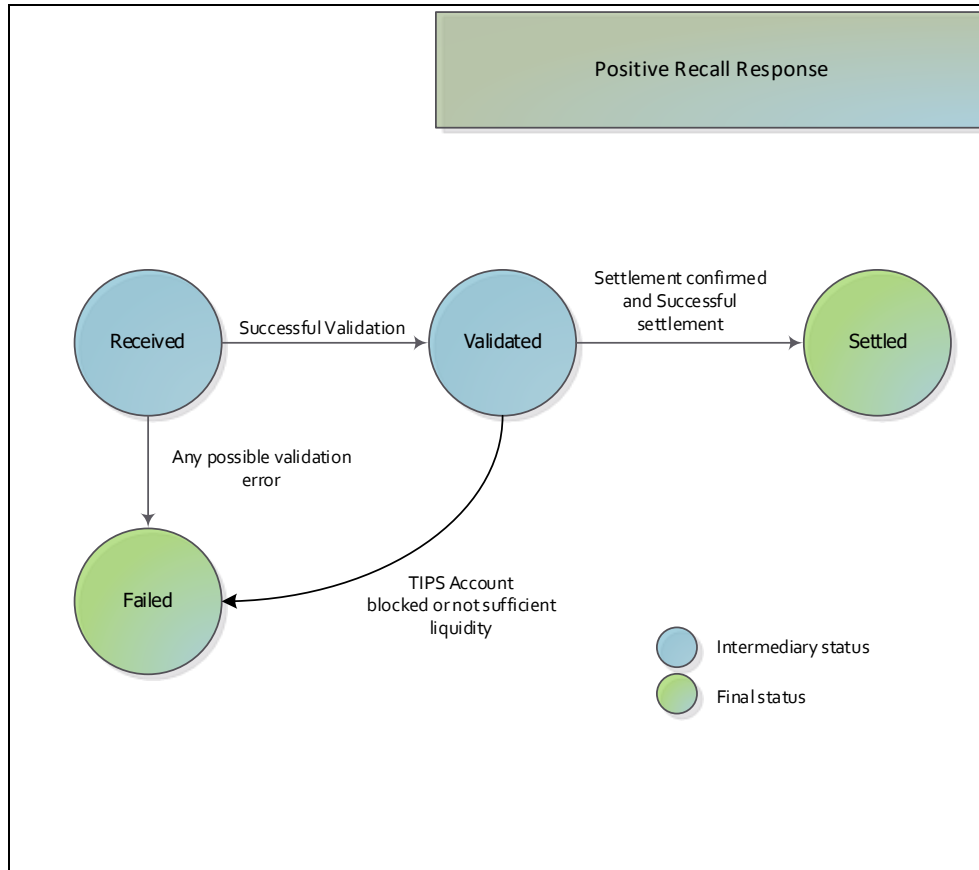 Positive Recall Response
Settlement confirmed
and Successful
settlement
Received
Successful Validation
Validated
Settled
Any possible validation
error
Failed
TIPS Account
blocked or not sufficient
liquidity
Intermediary status
Final status